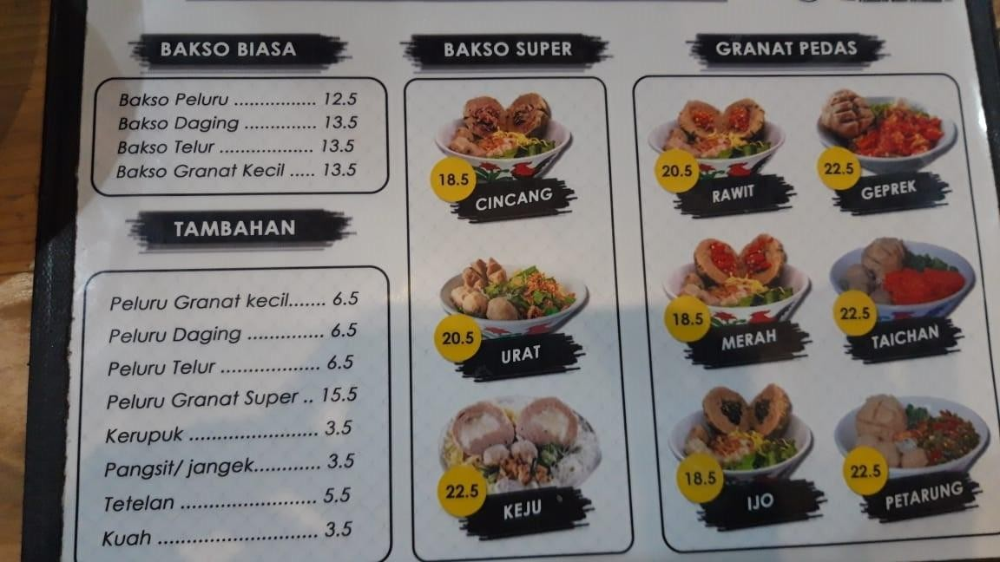 BAKSO BIASA
Bakso Peluru ................ 12.5
Bakso Daging .............. 13.5
Bakso Telur ................... 13.5
Bakso Granat Kecil ..... 13.5
TAMBAHAN
Peluru Granat kecil....... 6.5
Peluru Daging .............. 6.5
Peluru Telur ................... 6.5
Peluru Granat Super .. 15.5
Kerupuk ........................ 3.5
Pangsit/ jangek............ 3.5
Tetelan ......................... 5.5
Kuah .............................. 3.5
BAKSO SUPER
18.5
CINCANG
20.5
URAT
22.5
KEJU
GRANAT PEDAS
20.5
RAWIT
22.5
GEPREK
18.5
MERAH
22.5
TAICHAN
18.5
IJO
22.5
PETARUNG